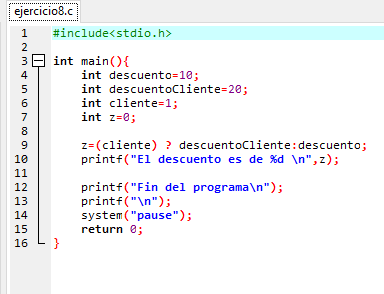 ejercicio8.c
1 #include<stdio.h>
2
3 int main(){
4 int descuento=10;
5 int descuentoCliente=20;
6 int cliente=1;
7 int z=0;
8
9 z=(cliente) ? descuentoCliente:descuento;
10 printf("El descuento es de %d \n",z);
11
12 printf("Fin del programa\n");
13 printf("\n");
14 system("pause");
15 return 0;
16 }